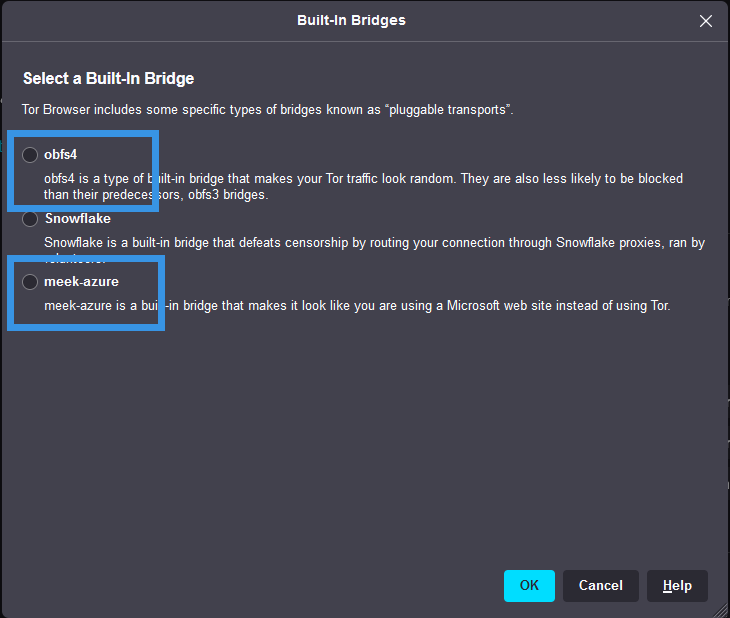 Built-In Bridges
Select a Built-In Bridge
Tor Browser includes some specific types of bridges known as “pluggable transports”.
obfs4
obfs4 is a type of built-in bridge that makes your Tor traffic look random. They are also less likely to be blocked
than their predecessors, obfs3 bridges.
Snowflake
Snowflake is a built-in bridge that defeats censorship by routing your connection through Snowflake proxies, ran by
meek-azure
meek-azure is a built-in bridge that makes it look like you are using a Microsoft web site instead of using Tor.
OK
Cancel
Help